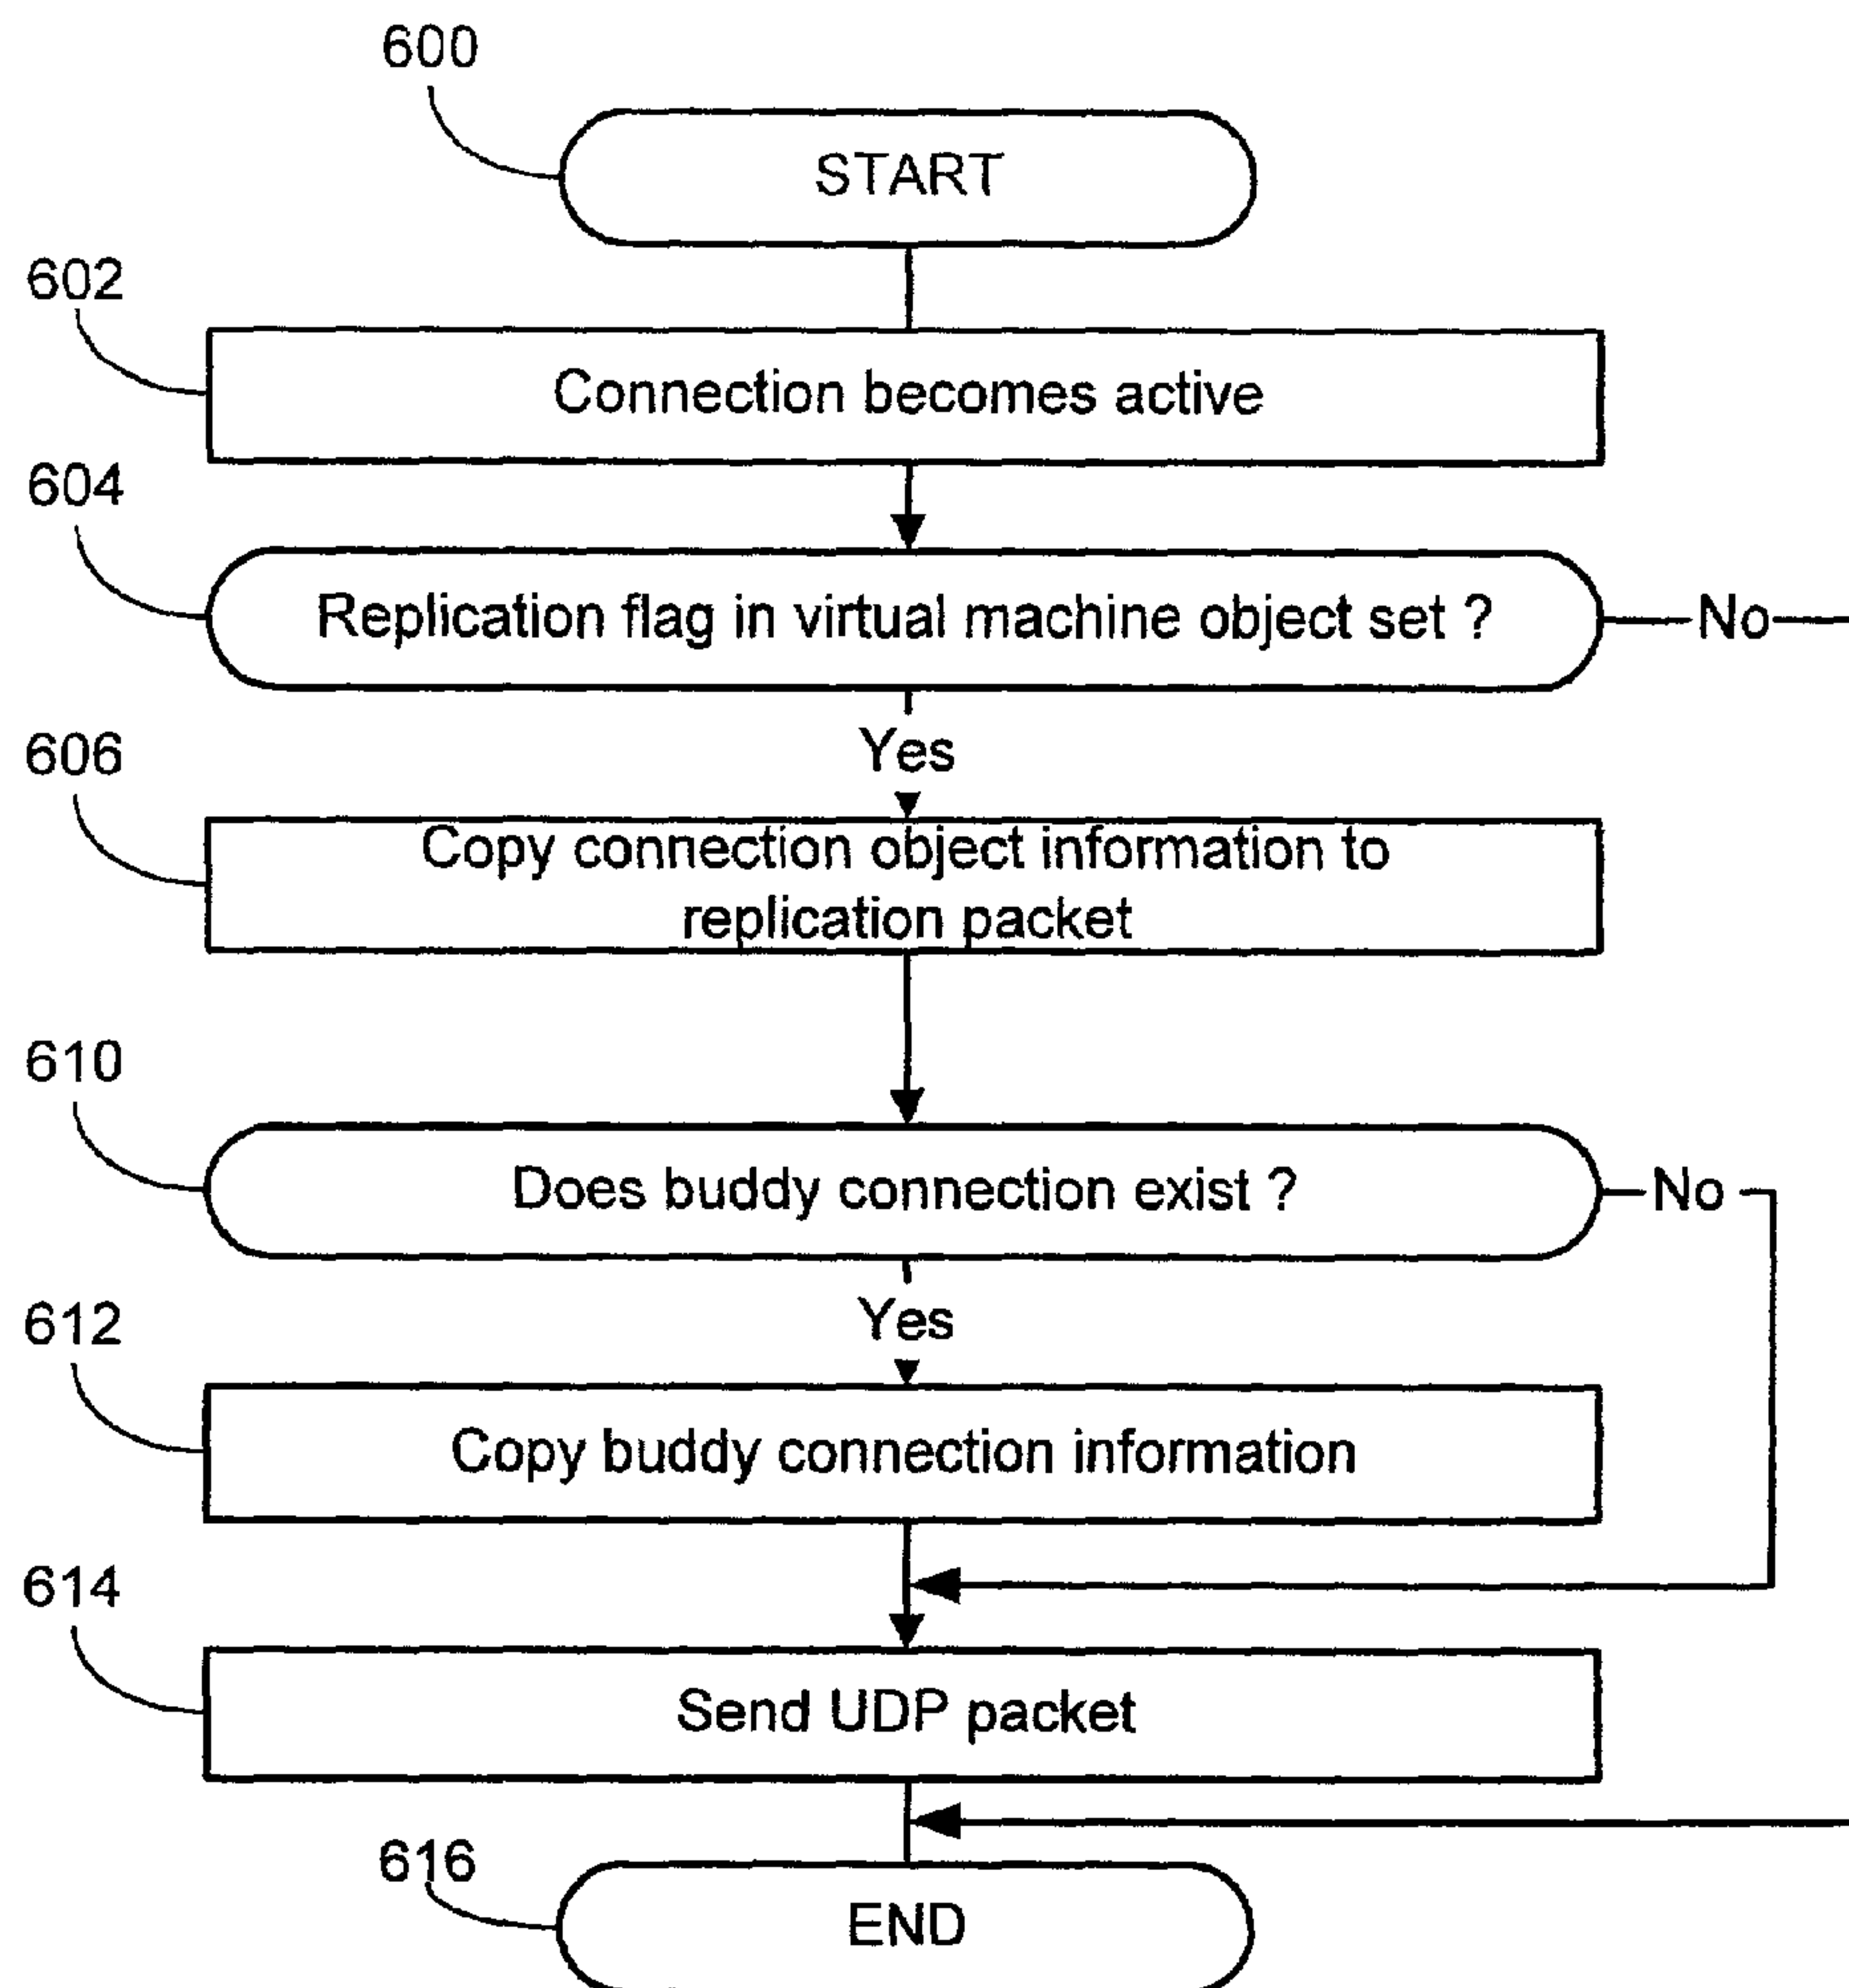 600
START
602
Connection becomes active
604
Replication flag in virtual machine object set ?
No
Yes
606
Copy connection object information to
replication packet
610
Does buddy connection exist ?
No
Yes
612
Copy buddy connection information
614
Send UDP packet
616
END